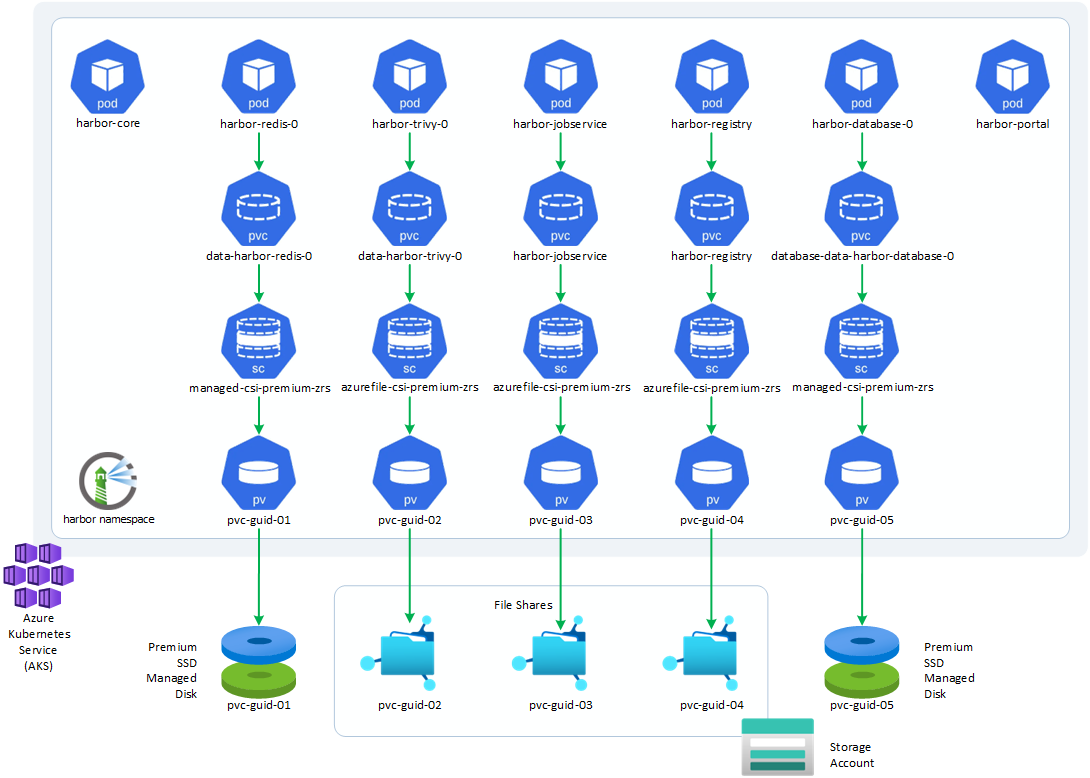 pod
pod
pod
pod
pod
pod
pod
harbor-core
harbor-redis-0
harbor-trivy-0
harbor-jobservice
harbor-registry
harbor-database-0
harbor-portal
pvc
pvc
pvc
pvc
pvc
data-harbor-redis-0
data-harbor-trivy-0
harbor-jobservice
harbor-registry
database-data-harbor-database-0
sc
sc
sc
sc
sc
managed-csi-premium-zrs
azurefile-csi-premium-zrs
azurefile-csi-premium-zrs
azurefile-csi-premium-zrs
managed-csi-premium-zrs
pv
pv
pv
pv
pv
harbor namespace
pvc-guid-01
pvc-guid-02
pvc-guid-03
pvc-guid-04
pvc-guid-05
Azure
Kubernetes
Service
(AKS)
File Shares
Premium
SSD
Managed
Disk
Premium
SSD
Managed
Disk
pvc-guid-01
pvc-guid-02
pvc-guid-03
pvc-guid-04
pvc-guid-05
Storage
Account